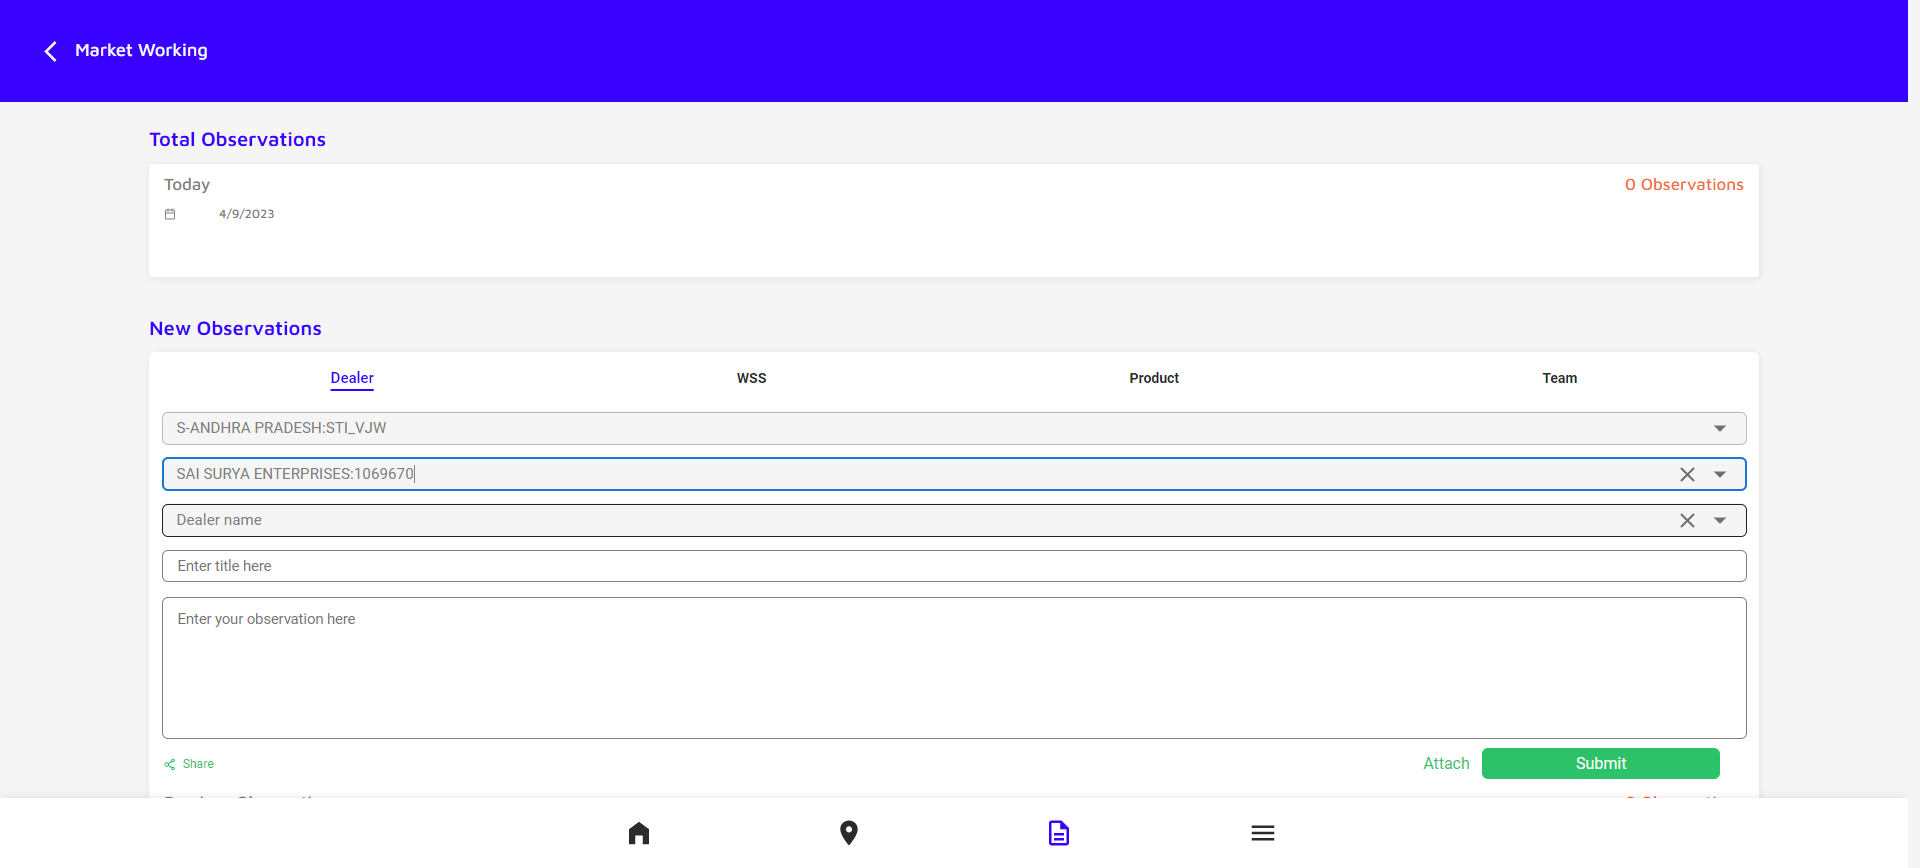 Market Working
Total Observations
Today
0 Observations
4/9/2023
New Observations
Dealer
WSS
Product
Team
S-ANDHRA PRADESH:STI_VJW
SAI SURYA ENTERPRISES:1069670
Dealer name
Enter title here
Enter your observation here
Share
Attach
Submit